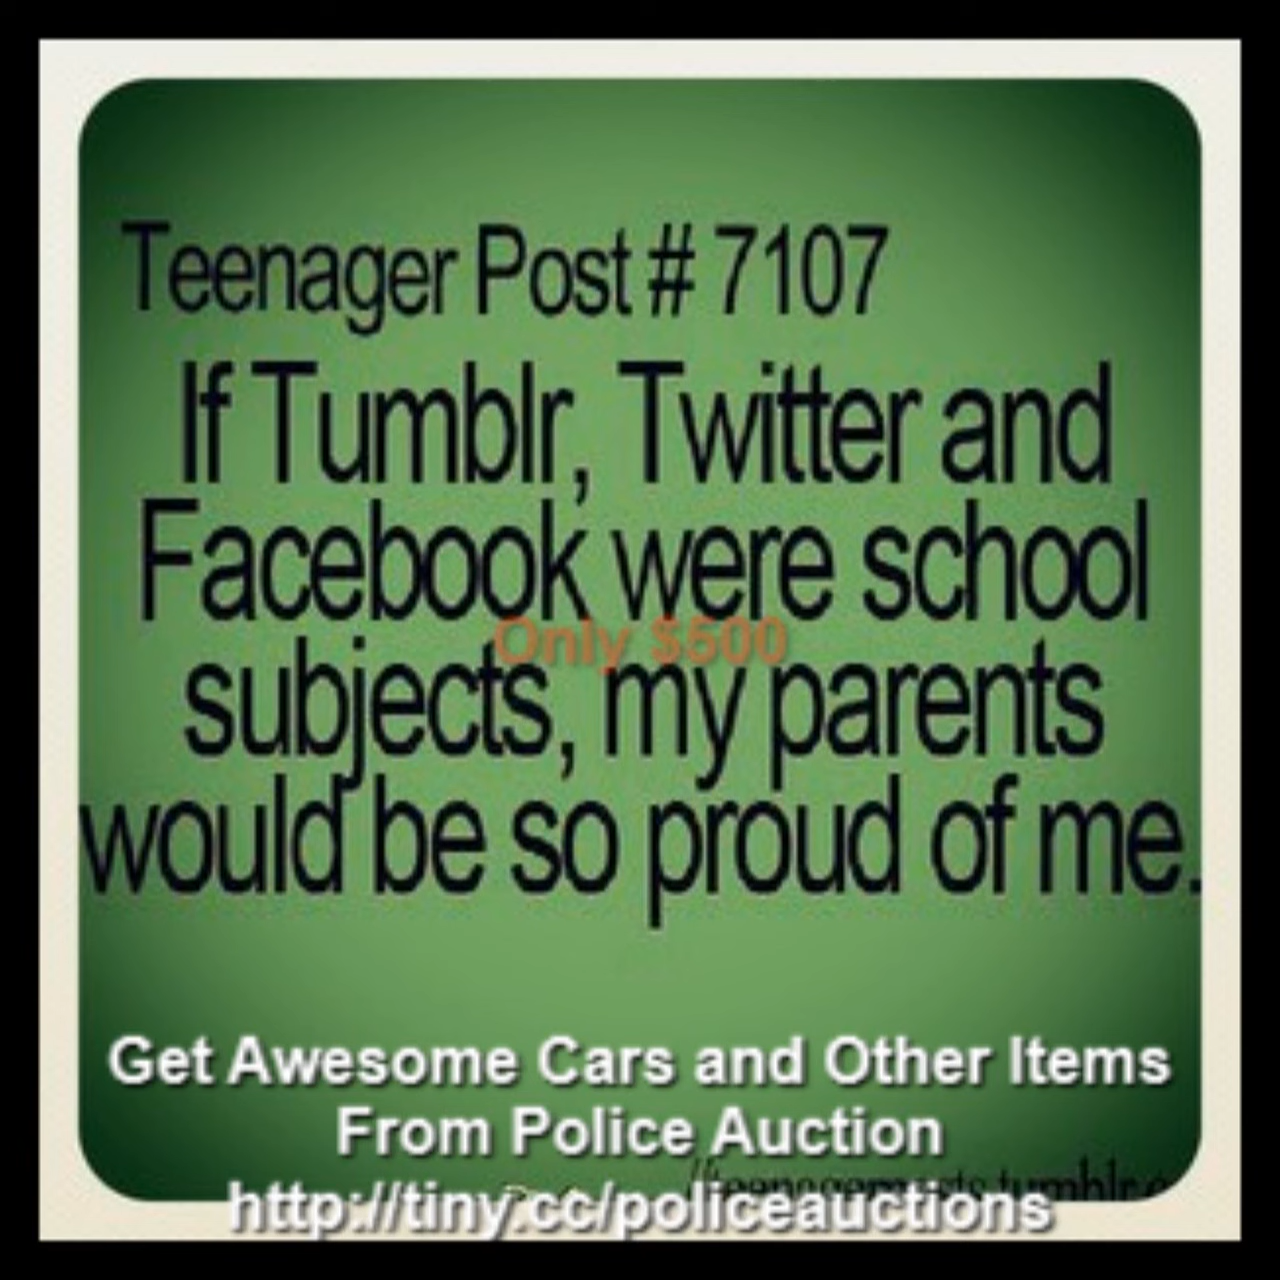 Teenager Post # 7107
If Tumblr, Twitter and
Facebook were school
Only $500
subjects, my parents
would be so proud of me.
Get Awesome Cars and Other Items
From Police Auction
http://tiny.cc/policeauctions